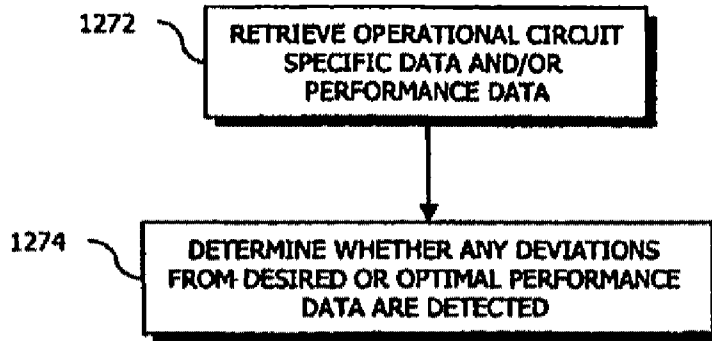 1272
RETRIEVE OPERATIONAL CIRCUIT
SPECIFIC DATA AND/OR
PERFORMANCE DATA
1274
DETERMINE WHETHER ANY DEVIATIONS
FROM DESIRED OR OPTIMAL PERFORMANCE
DATA ARE DETECTED